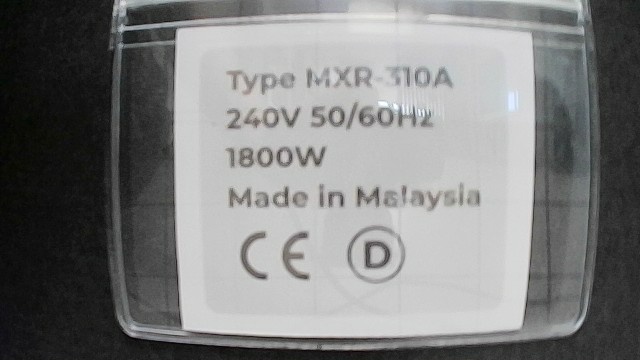 Type MXR-310A
240V 50/60Hz
1800W
Made in Malaysia
CE D